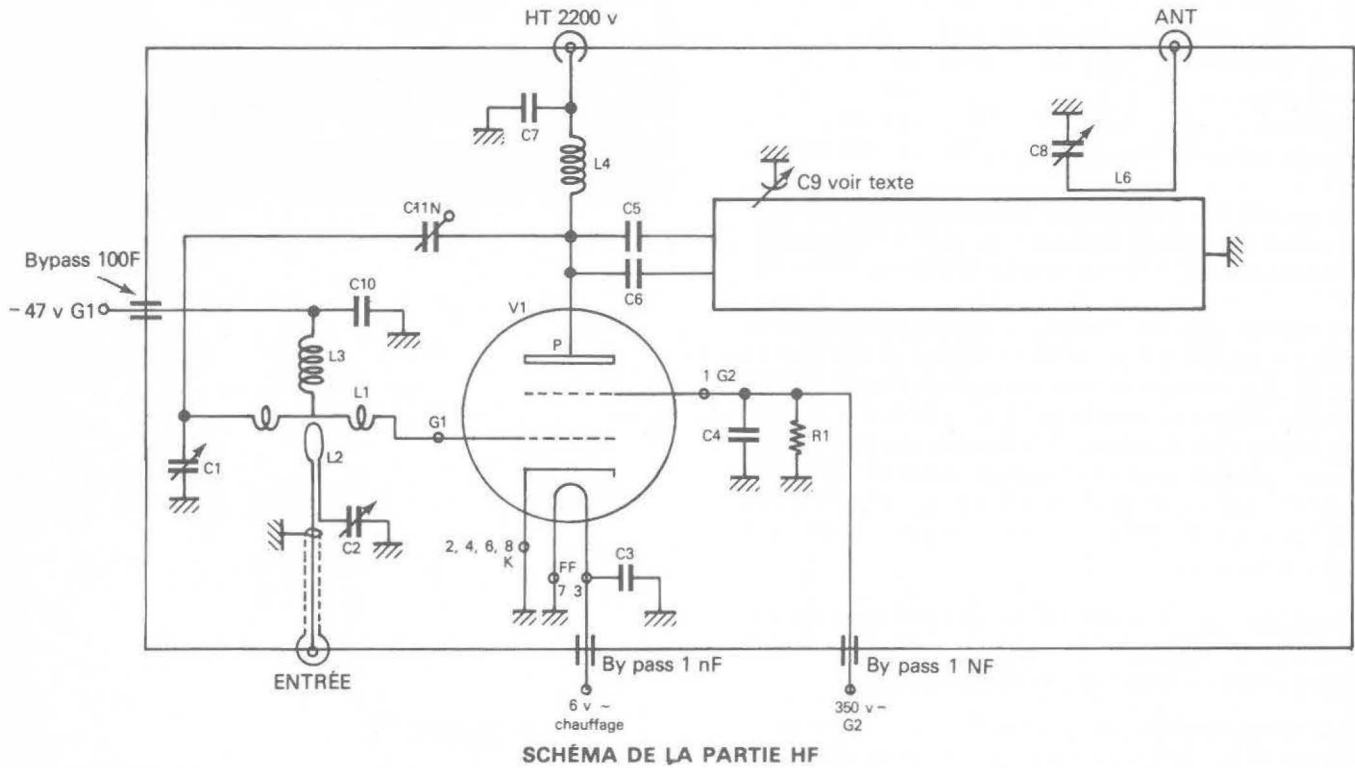 HT 2200 v
ANT
C7
L4
C8
L6
C9 voir texte
C11N
C5
C6
Bypass 100F
- 47 v G1
C10
V1
P
L3
L1
G1
1 G2
C4
R1
C1
L2
C2
2, 4, 6, 8
K
FF
7 3
C3
ENTRÉE
By pass 1 nF
By pass 1 NF
6 v ~
chauffage
350 v -
G2
SCHÉMA DE LA PARTIE HF